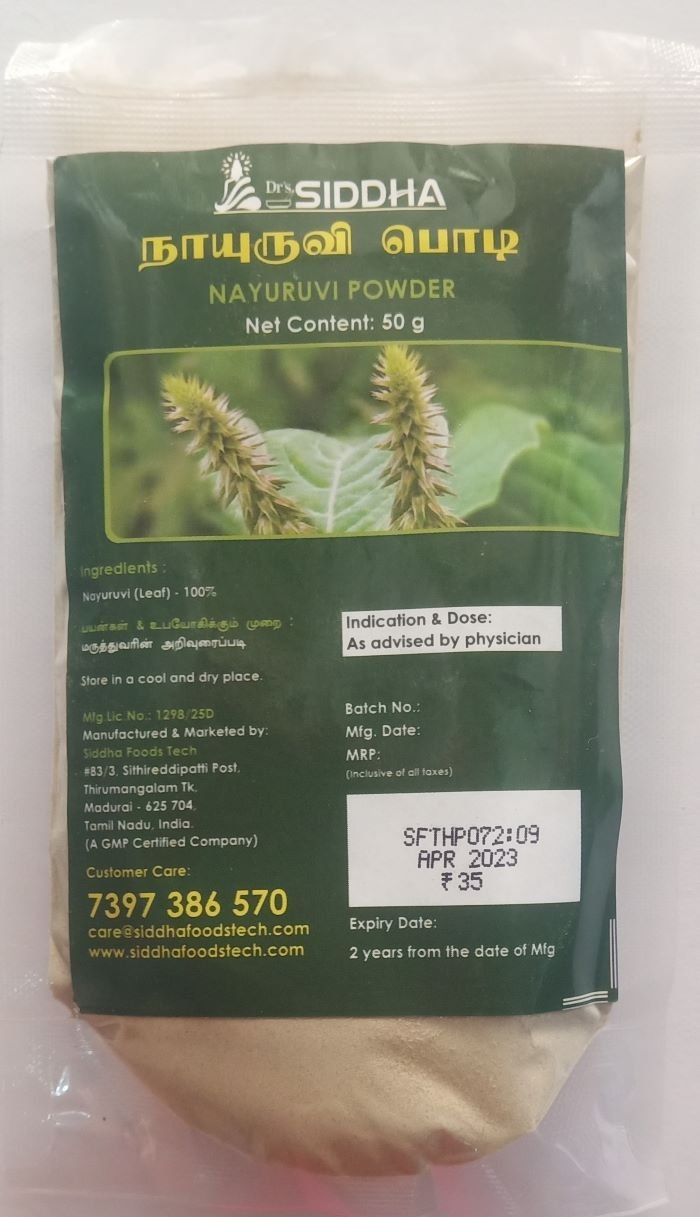 Dr's SIDDHA
நாயுருவி பொடி
NAYURUVI POWDER
Net Content: 50 g
Ingredients :
Nayuruvi (Leaf) - 100%
பயன்கள் & உபயோகிக்கும் முறை :
மருத்துவரின் அறிவுரைப்படி
Store in a cool and dry place.
Indication & Dose:
As advised by physician
Mfg.Lic.No.: 1298/25D
Manufactured & Marketed by:
Siddha Foods Tech
#83/3, Sithireddipatti Post,
Thirumangalam Tk,
Madurai - 625 704,
Tamil Nadu, India.
(A GMP Certified Company)
Customer Care:
7397 386 570
care@siddhafoodstech.com
www.siddhafoodstech.com
Batch No.:
Mfg. Date:
MRP:
(Inclusive of all taxes)
SFTHP072:09
APR 2023
₹35
Expiry Date:
2 years from the date of Mfg